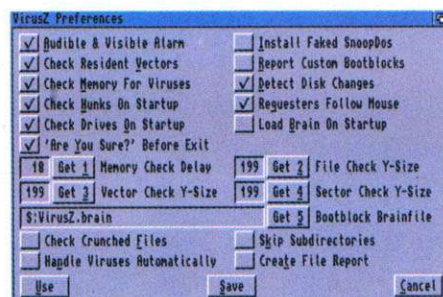 VirusZ Preferences
Audible & Visible Alarm
Install Faked SnoopDos
Check Resident Vectors
Report Custom Bootblocks
Check Memory For Viruses
Detect Disk Changes
Check Hunks On Startup
Requesters Follow Mouse
Check Drives On Startup
Load Brain On Startup
'Are You Sure?' Before Exit
10 Get 1 Memory Check Delay
199 Get 2 File Check Y-Size
199 Get 3 Vector Check Y-Size
199 Get 4 Sector Check Y-Size
S:VirusZ.brain Get 5 Bootblock Brainfile
Check Crunched Files
Skip Subdirectories
Handle Viruses Automatically
Create File Report
Use Save Cancel